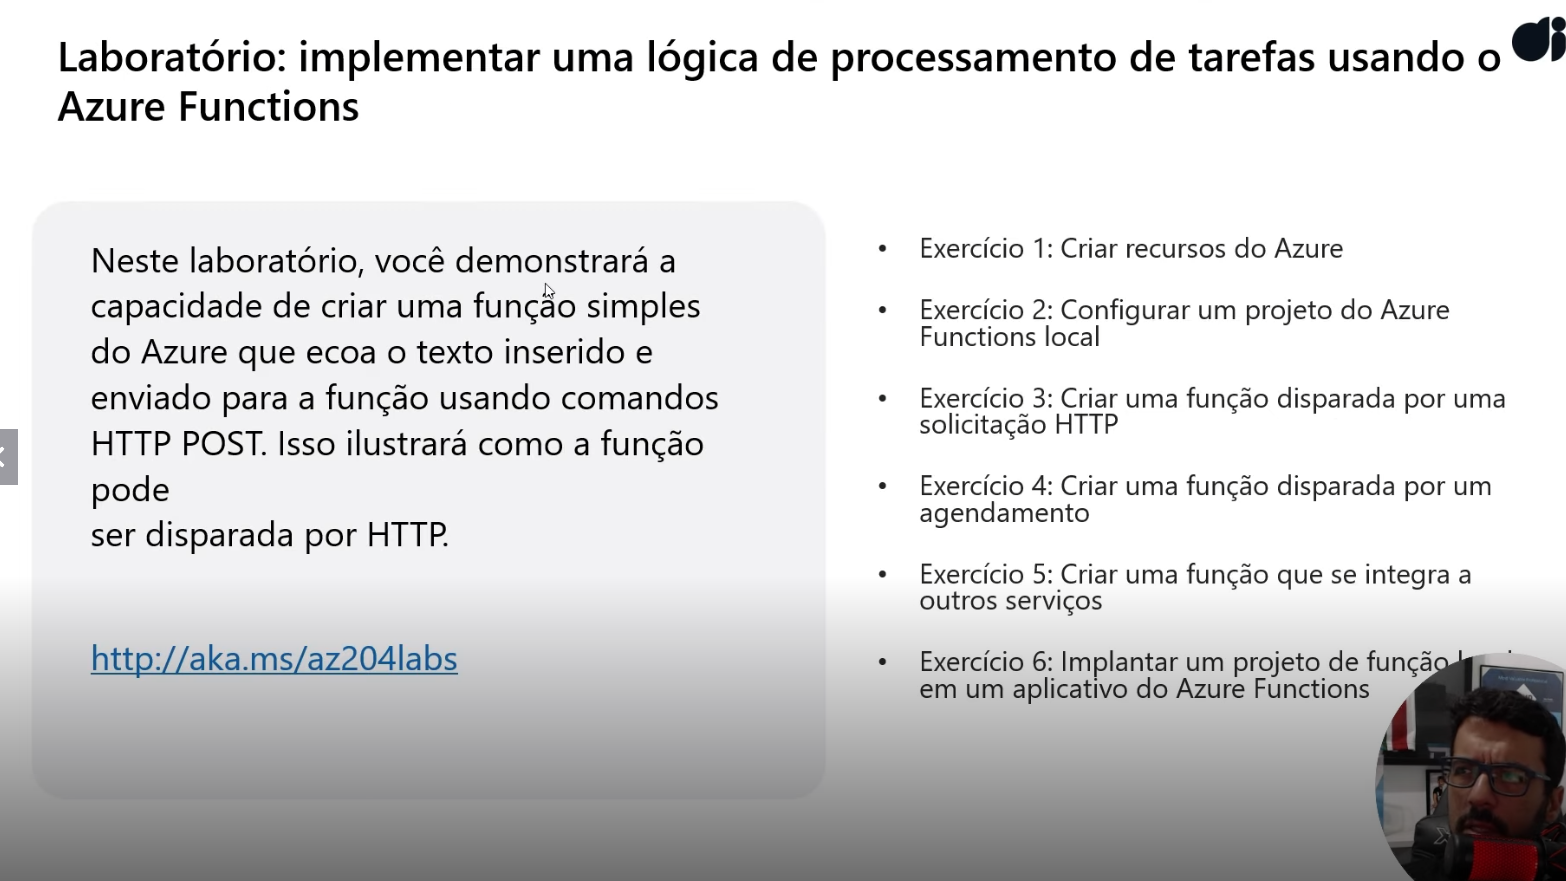 Laboratório: implementar uma lógica de processamento de tarefas usando o
Azure Functions
Neste laboratório, você demonstrará a
capacidade de criar uma função simples
do Azure que ecoa o texto inserido e
enviado para a função usando comandos
HTTP POST. Isso ilustrará como a função
pode
ser disparada por HTTP.
http://aka.ms/az204labs
• Exercício 1: Criar recursos do Azure
• Exercício 2: Configurar um projeto do Azure
Functions local
• Exercício 3: Criar uma função disparada por uma
solicitação HTTP
• Exercício 4: Criar uma função disparada por um
agendamento
• Exercício 5: Criar uma função que se integra a
outros serviços
• Exercício 6: Implantar um projeto de função
em um aplicativo do Azure Functions